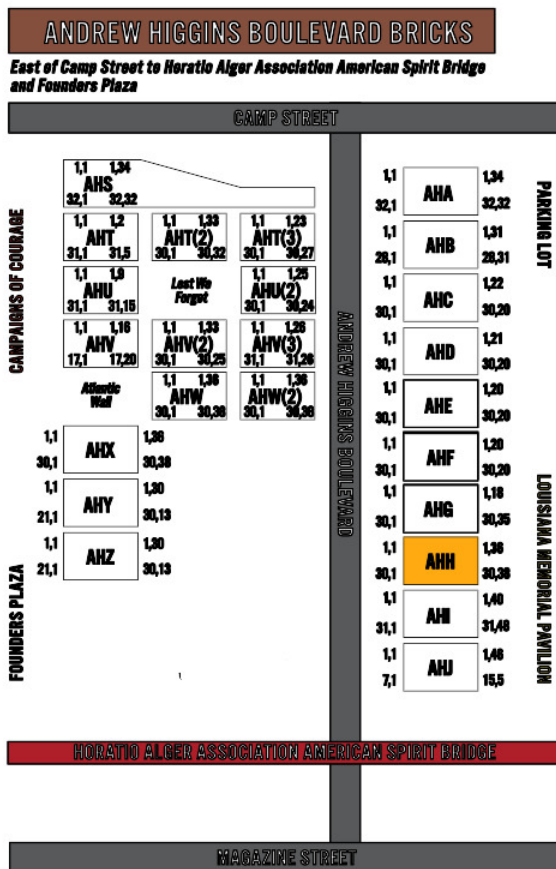 ANDREW HIGGINS BOULEVARD BRICKS
East of Camp Street to Horatio Alger Association American Spirit Bridge
and Founders Plaza
CAMP STREET
1,1 1,34
AHS
32,1 32,32
1,1 1,2
AHT
31,1 31,5
1,1 1,33
AHT(2)
30,1 30,32
1,1 1,23
AHT(3)
30,1 30,27
1,1 1,9
AHU
31,1 31,15
Lest We
Forget
1,1 1,25
AHU(2)
30,1 30,24
1,1 1,16
AHV
17,1 17,20
1,1 1,33
AHV(2)
30,1 30,25
1,1 1,26
AHV(3)
31,1 31,26
Atlantic
Wall
1,1 1,36
AHW
30,1 30,36
1,1 1,36
AHW(2)
30,1 30,36
1,1 1,36
AHX
30,1 30,38
1,1 1,30
AHY
21,1 30,13
1,1 1,30
AHZ
21,1 30,13
CAMPAIGNS OF COURAGE
FOUNDERS PLAZA
ANDREW HIGGINS BOULEVARD
1,1 1,34
AHA
32,1 32,32
1,1 1,31
AHB
28,1 28,31
1,1 1,22
AHC
30,1 30,20
1,1 1,21
AHD
30,1 30,20
1,1 1,20
AHE
30,1 30,20
1,1 1,20
AHF
30,1 30,20
1,1 1,18
AHG
30,1 30,35
1,1 1,36
AHH
30,1 30,36
1,1 1,40
AHI
31,1 31,48
1,1 1,46
AHJ
7,1 15,5
PARKING LOT
LOUISIANA MEMORIAL PAVILION
HORATIO ALGER ASSOCIATION AMERICAN SPIRIT BRIDGE
MAGAZINE STREET